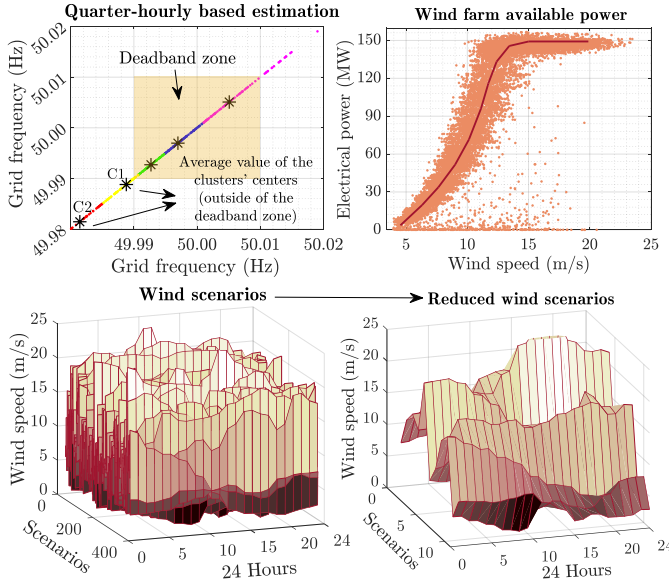 Quarter-hourly based estimation
Grid frequency (Hz)
50.02
50.01
50.00
49.99
49.98
Deadband zone
C1
C2
Average value of the
clusters' centers
(outside of the
deadband zone)
49.99
50.00
50.01
50.02
Grid frequency (Hz)
Wind farm available power
Electrical power (MW)
150
120
90
60
30
0
5
10
15
20
25
Wind speed (m/s)
Wind scenarios
Wind speed (m/s)
25
20
15
10
5
0
0
200
400
Scenarios
0
5
10
15
20
24
24 Hours
Reduced wind scenarios
Wind speed (m/s)
25
20
15
10
5
0
0
5
10
Scenarios
0
5
10
15
20
24
24 Hours